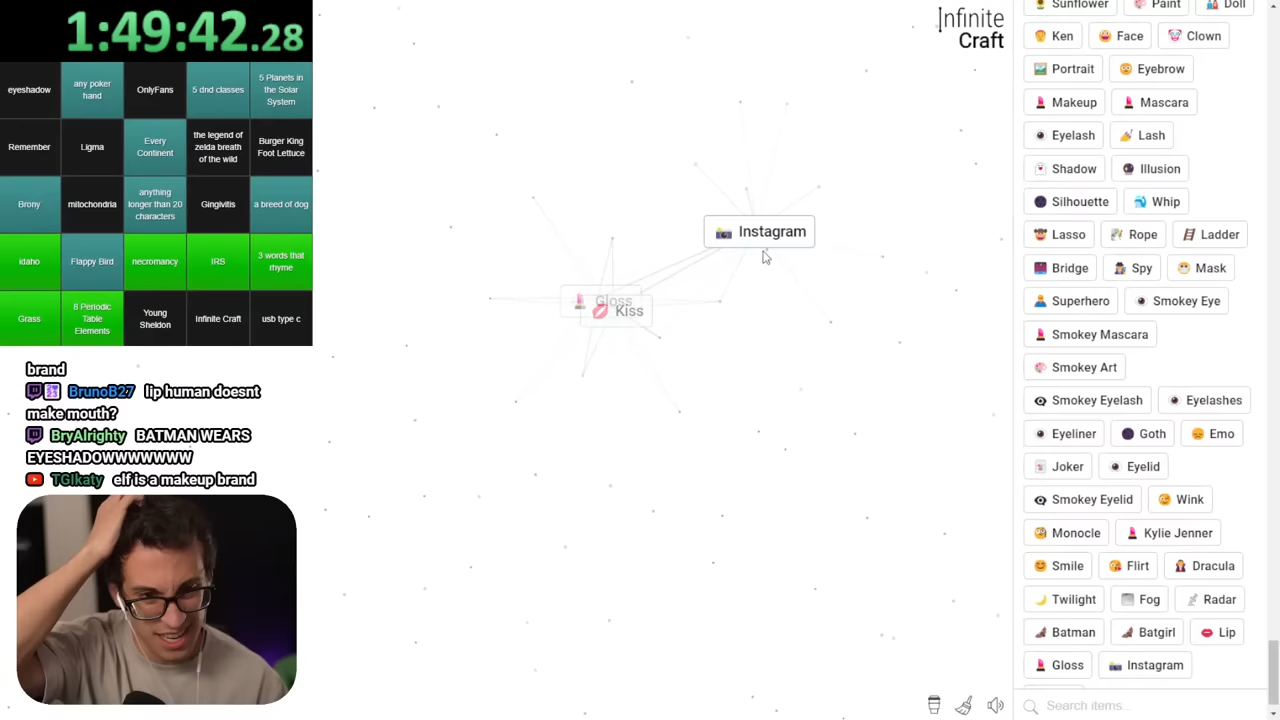 1:49:42.28
eyeshadow
any poker
hand
OnlyFans
5 dnd classes
5 Planets in
the Solar
System
Remember
Ligma
Every
Continent
the legend of
zelda breath
of the wild
Burger King
Foot Lettuce
Brony
mitochondria
anything
longer than 20
characters
Gingivitis
a breed of dog
idaho
Flappy Bird
necromancy
IRS
3 words that
rhyme
Grass
8 Periodic
Table
Elements
Young
Sheldon
Infinite Craft
usb type c
brand
BrunoB27 lip human doesnt
make mouth?
BryAlrighty BATMAN WEARS
EYESHADOWWWWWWW
TGIkaty elf is a makeup brand
Infinite
Craft
Instagram
Gloss
Kiss
Sunflower Paint Doll
Ken Face Clown
Portrait Eyebrow
Makeup Mascara
Eyelash Lash
Shadow Illusion
Silhouette Whip
Lasso Rope Ladder
Bridge Spy Mask
Superhero Smokey Eye
Smokey Mascara
Smokey Art
Smokey Eyelash Eyelashes
Eyeliner Goth Emo
Joker Eyelid
Smokey Eyelid Wink
Monocle Kylie Jenner
Smile Flirt Dracula
Twilight Fog Radar
Batman Batgirl Lip
Gloss Instagram
Search items...